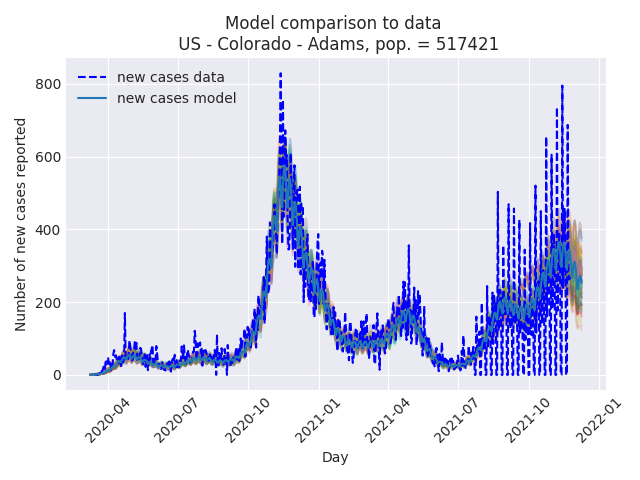 Model comparison to data
US - Colorado - Adams, pop. = 517421
new cases data
new cases model
Number of new cases reported
800
600
400
200
0
2020-04
2020-07
2020-10
2021-01
2021-04
2021-07
2021-10
2022-01
Day